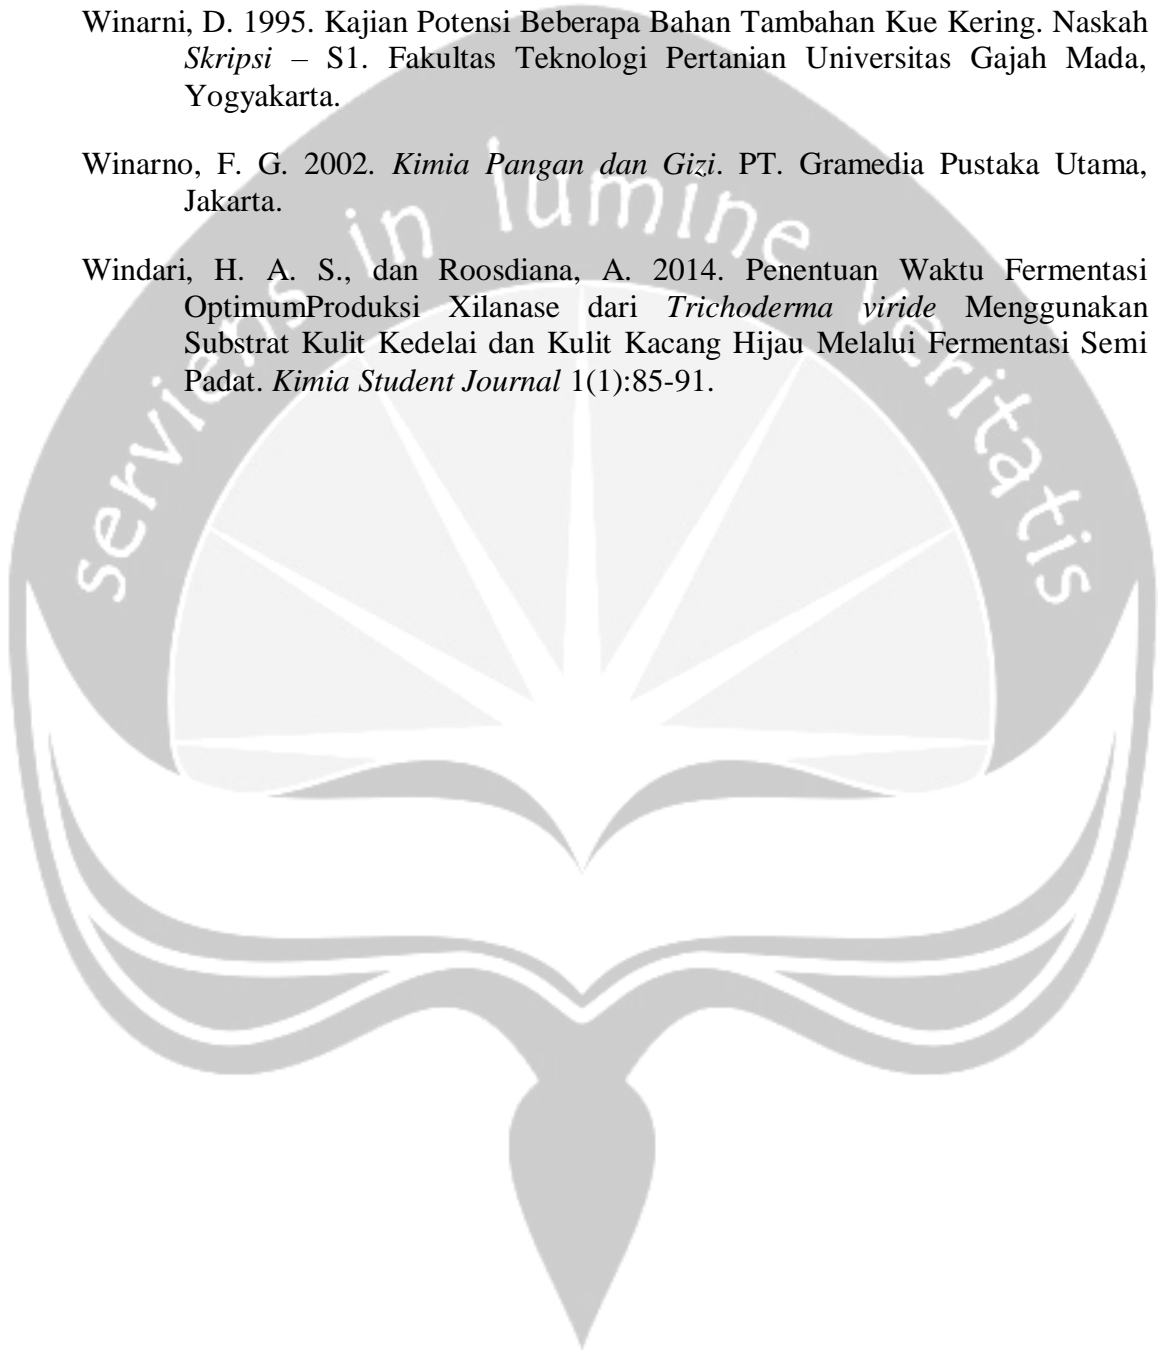 Winarni, D. 1995. Kajian Potensi Beberapa Bahan Tambahan Kue Kering. Naskah
Skripsi – S1. Fakultas Teknologi Pertanian Universitas Gajah Mada,
Yogyakarta.
Winarno, F. G. 2002. Kimia Pangan dan Gizi. PT. Gramedia Pustaka Utama,
Jakarta.
Windari, H. A. S., dan Roosdiana, A. 2014. Penentuan Waktu Fermentasi
OptimumProduksi Xilanase dari Trichoderma viride Menggunakan
Substrat Kulit Kedelai dan Kulit Kacang Hijau Melalui Fermentasi Semi
Padat. Kimia Student Journal 1(1):85-91.
serviens in lumine veritatis